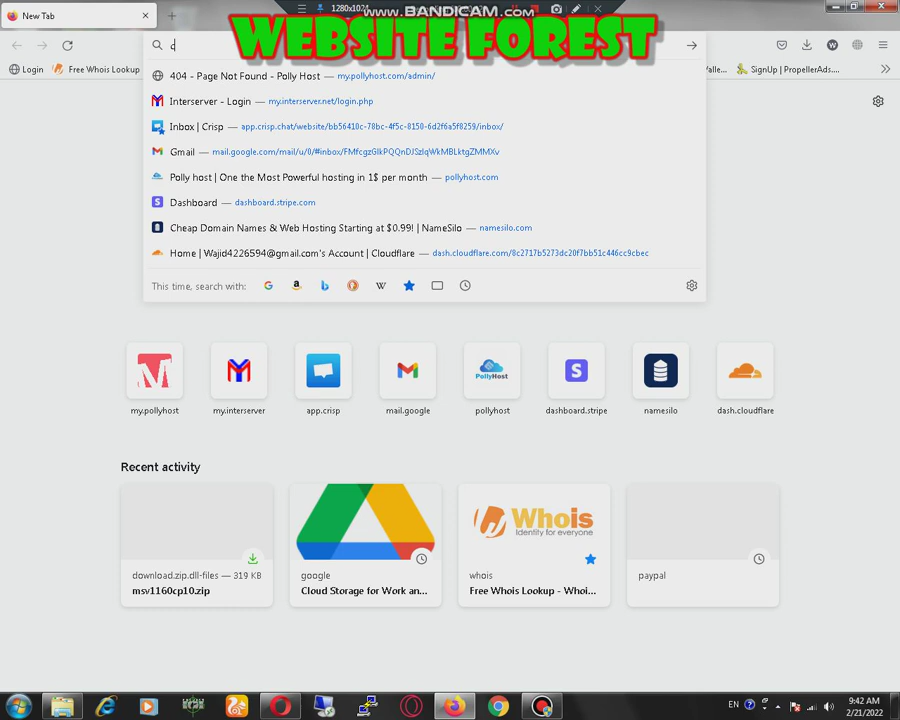 New Tab
1280x1024
www.BANDICAM.com
WEBSITE FOREST
d
Login
Free Whois Lookup
SignUp | PropellerAds....
404 - Page Not Found - Polly Host — my.pollyhost.com/admin/
Interserver - Login — my.interserver.net/login.php
Inbox | Crisp — app.crisp.chat/website/bb56410c-78bc-4f5c-8150-6d2f6a5f8259/inbox/
Gmail — mail.google.com/mail/u/0/#inbox/FMfcgzGlkPQQnDJSzlqWkMBLktgZMMXv
Polly host | One the Most Powerful hosting in 1$ per month — pollyhost.com
Dashboard — dashboard.stripe.com
Cheap Domain Names & Web Hosting Starting at $0.99! | NameSilo — namesilo.com
Home | Wajid4226594@gmail.com's Account | Cloudflare — dash.cloudflare.com/8c2717b5273dc20f7bb51c446cc9cbec
This time, search with:
my.pollyhost
my.interserver
app.crisp
mail.google
PollyHost
pollyhost
dashboard.stripe
namesilo
dash.cloudflare
Recent activity
Whois
Identity for everyone
download.zip.dll-files — 319 KB
msv1160cp10.zip
google
Cloud Storage for Work an...
whois
Free Whois Lookup - Whoi...
paypal
EN
9:42 AM
2/21/2022